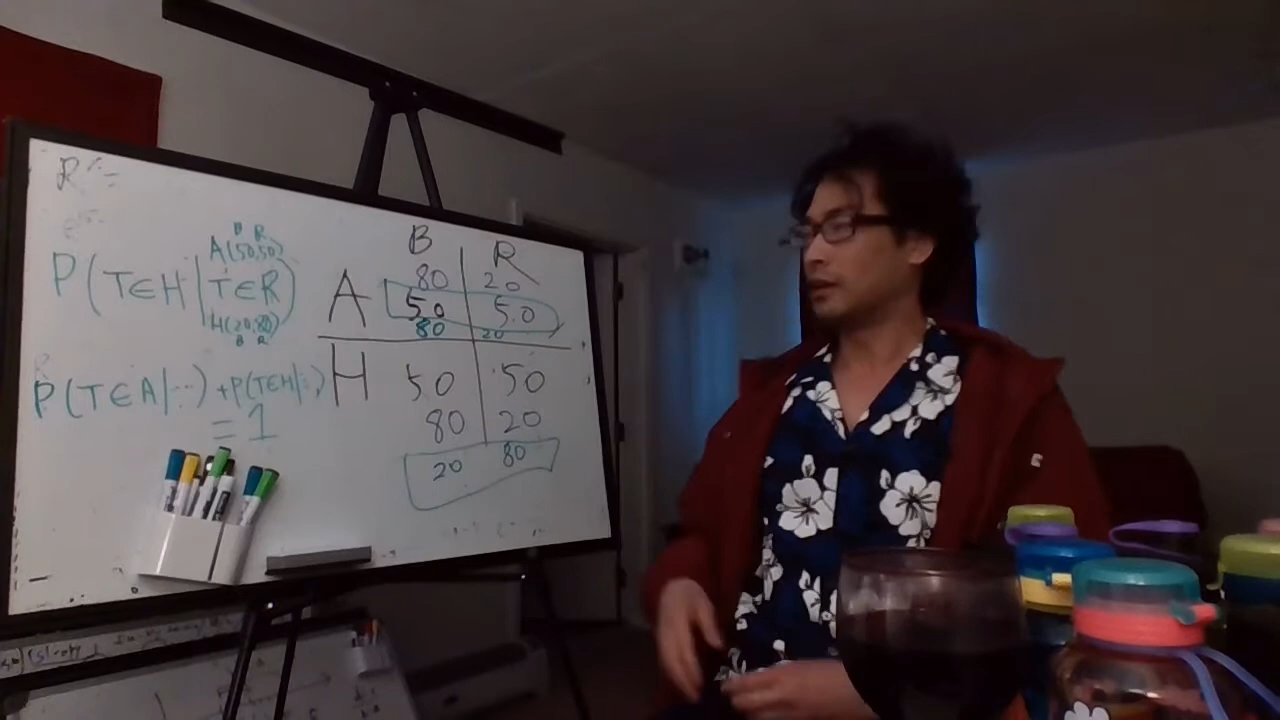 R =
B R
A(50,50)
P(T∈H|T∈R)
H(20,80)
B R
P(T∈A|...) + P(T∈H|...)
= 1
B R
A 80 20
50 50
80 20
H 50 50
80 20
20 80